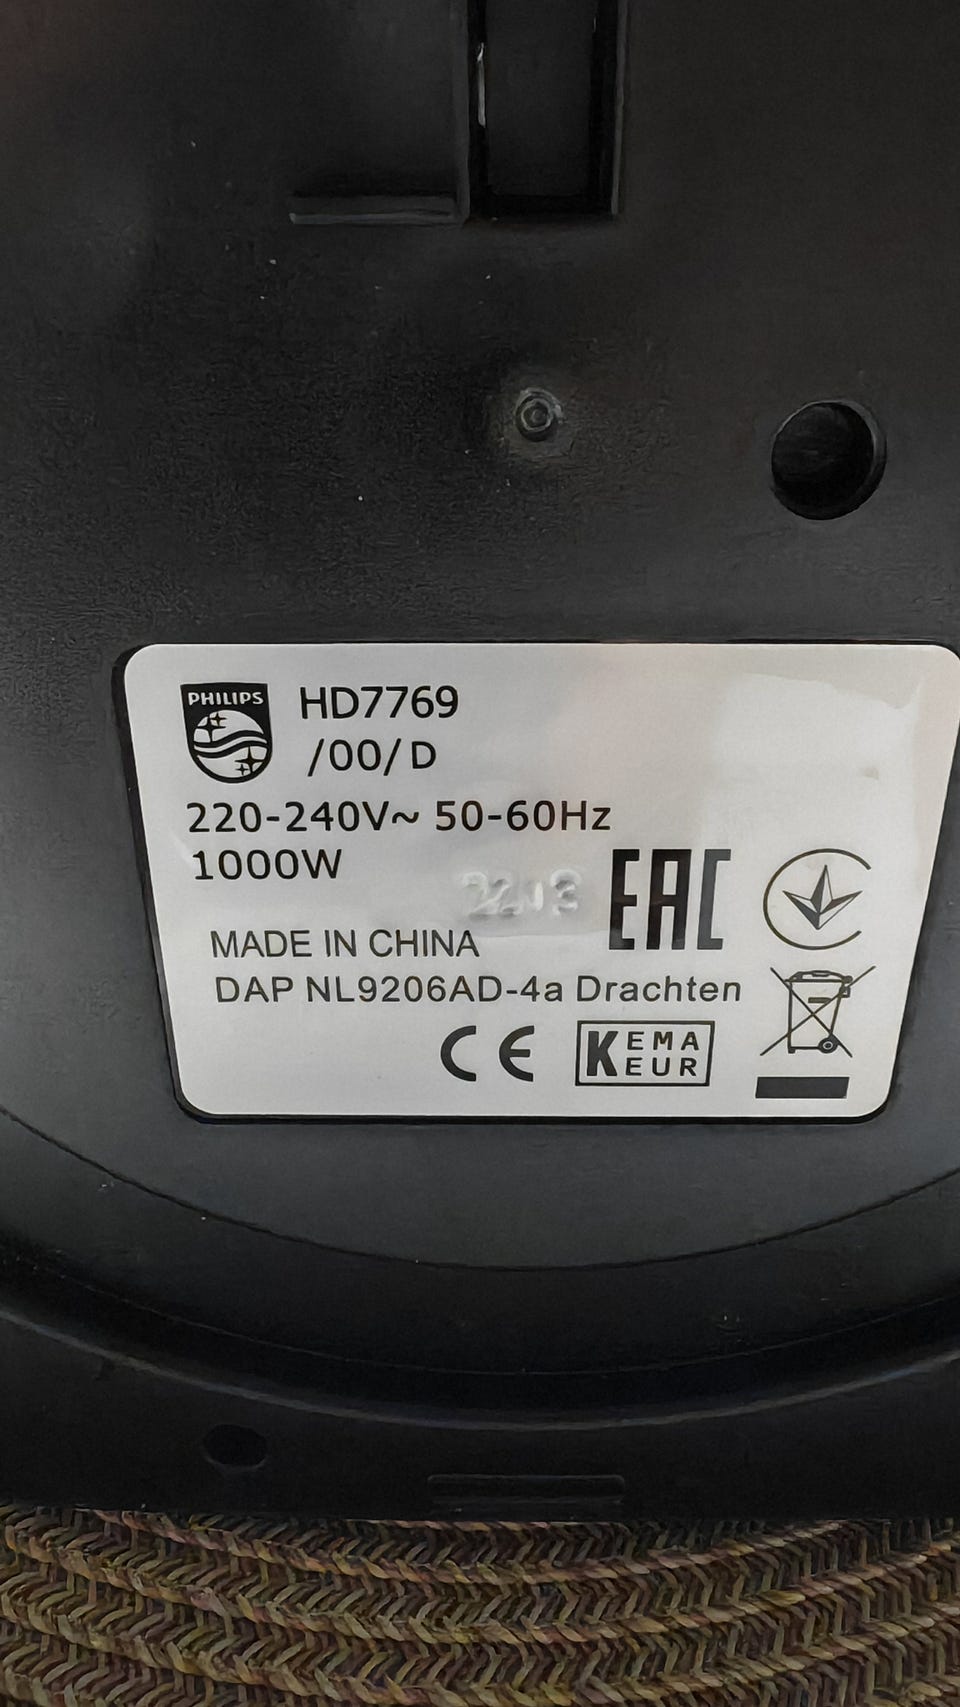 PHILIPS
HD7769
/00/D
220-240V~ 50-60Hz
1000W
EAC
MADE IN CHINA
DAP NL9206AD-4a Drachten
CE
KEMA
KEUR